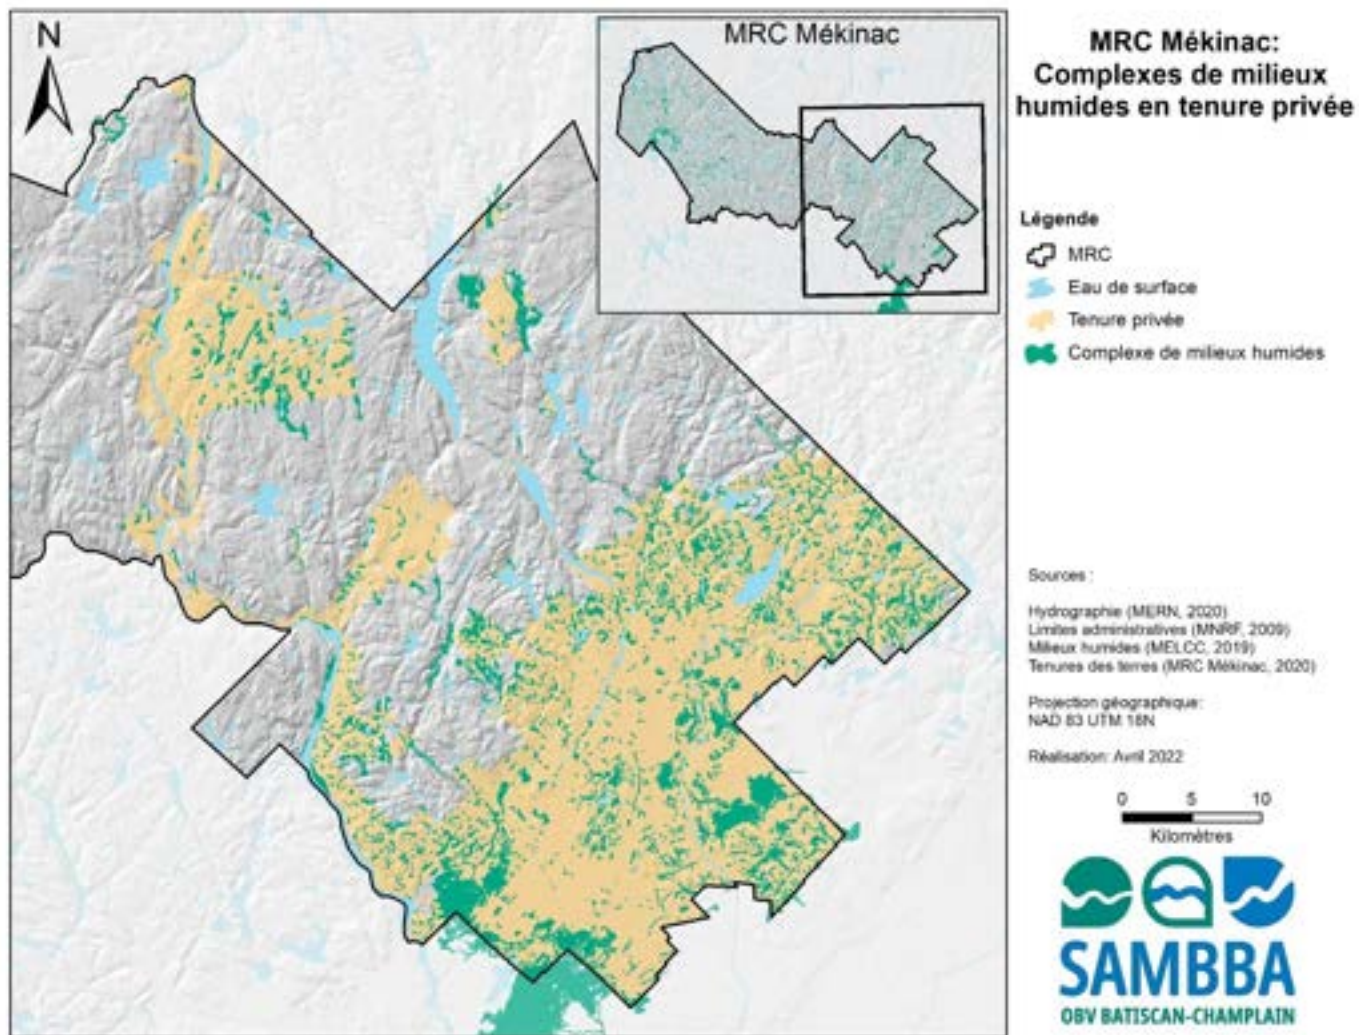 N
MRC Mékinac
MRC Mékinac:
Complexes de milieux
humides en tenure privée
Légende
MRC
Eau de surface
Tenure privée
Complexe de milieux humides
Sources :
Hydrographie (MERN, 2020)
Limites administratives (MNRF, 2009)
Milieux humides (MELCC, 2019)
Tenures des terres (MRC Mékinac, 2020)
Projection géographique:
NAD 83 UTM 18N
Réalisation: Avril 2022
0 5 10
Kilomètres
SAMBBA
OBV BATISCAN-CHAMPLAIN